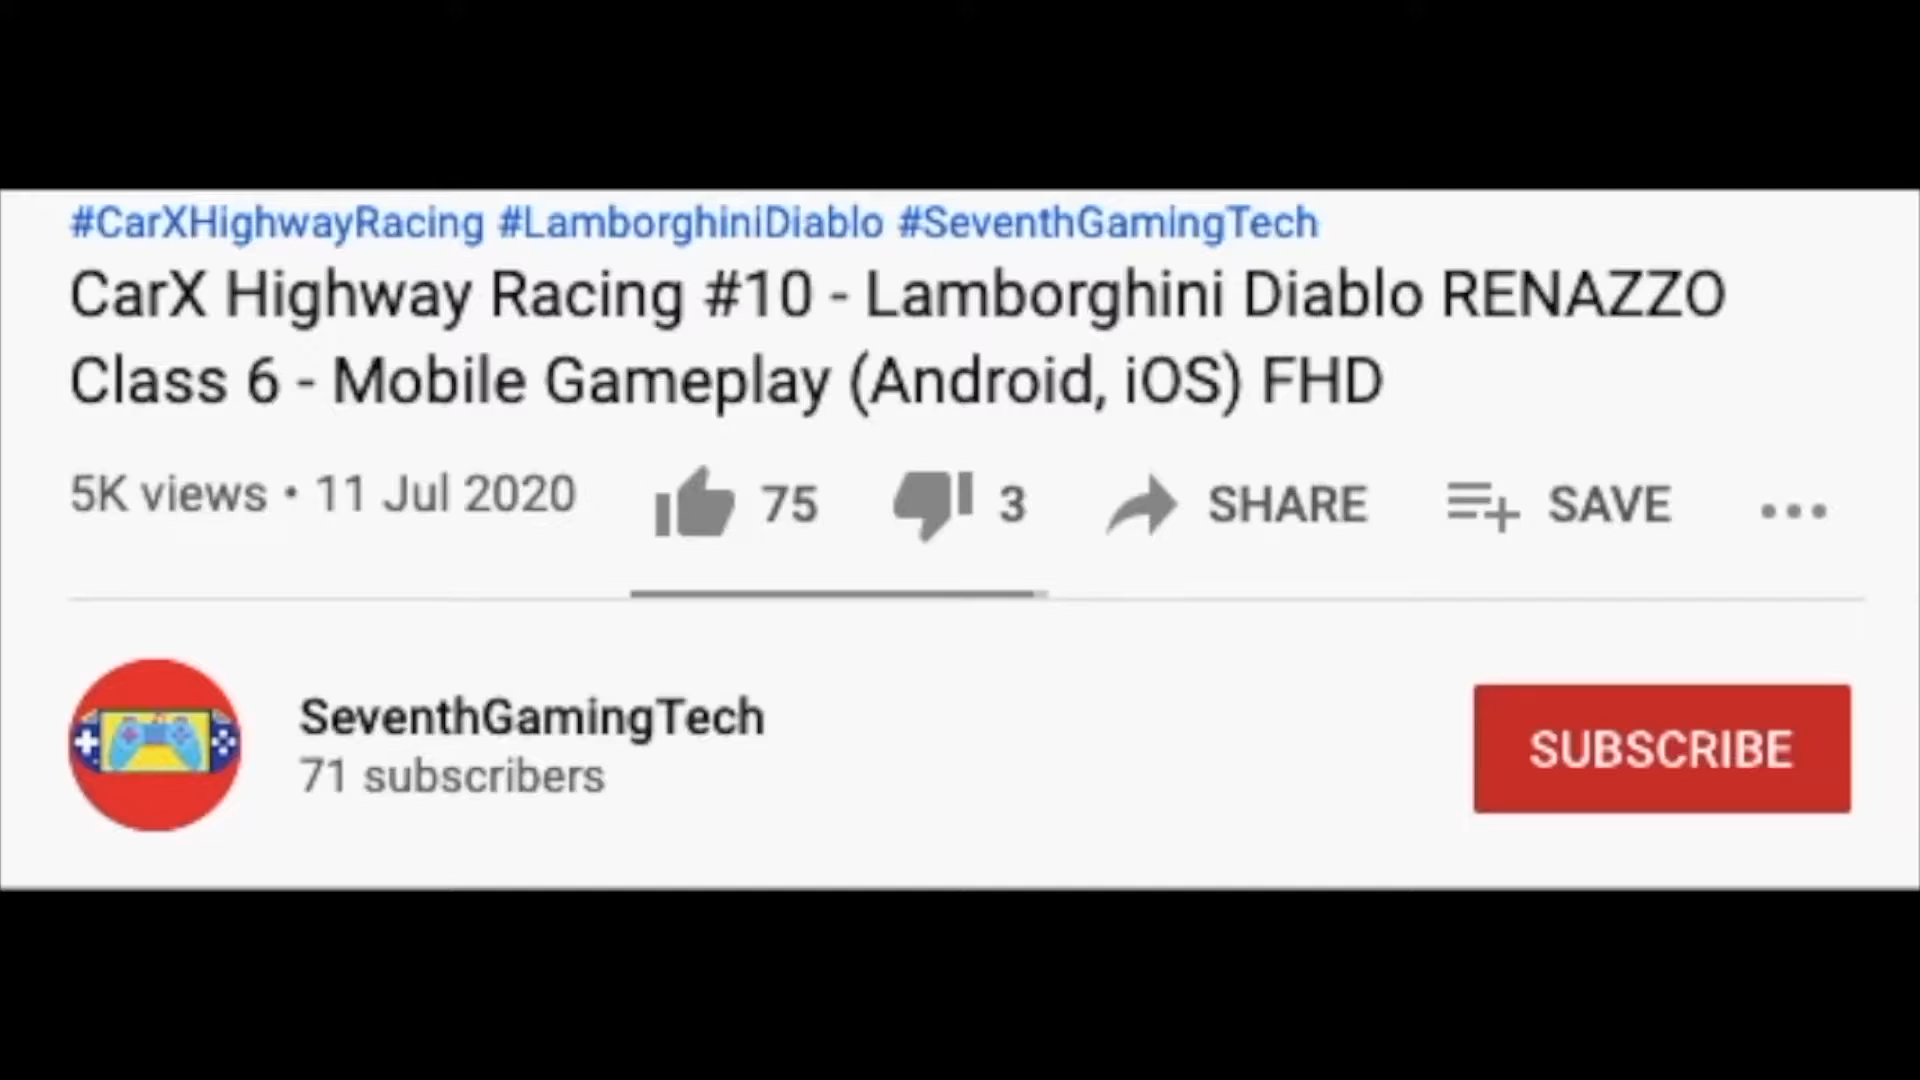 #CarXHighwayRacing #LamborghiniDiablo #SeventhGamingTech
CarX Highway Racing #10 - Lamborghini Diablo RENAZZO
Class 6 - Mobile Gameplay (Android, iOS) FHD
5K views • 11 Jul 2020 75 3 SHARE SAVE ...
SeventhGamingTech
71 subscribers
SUBSCRIBE